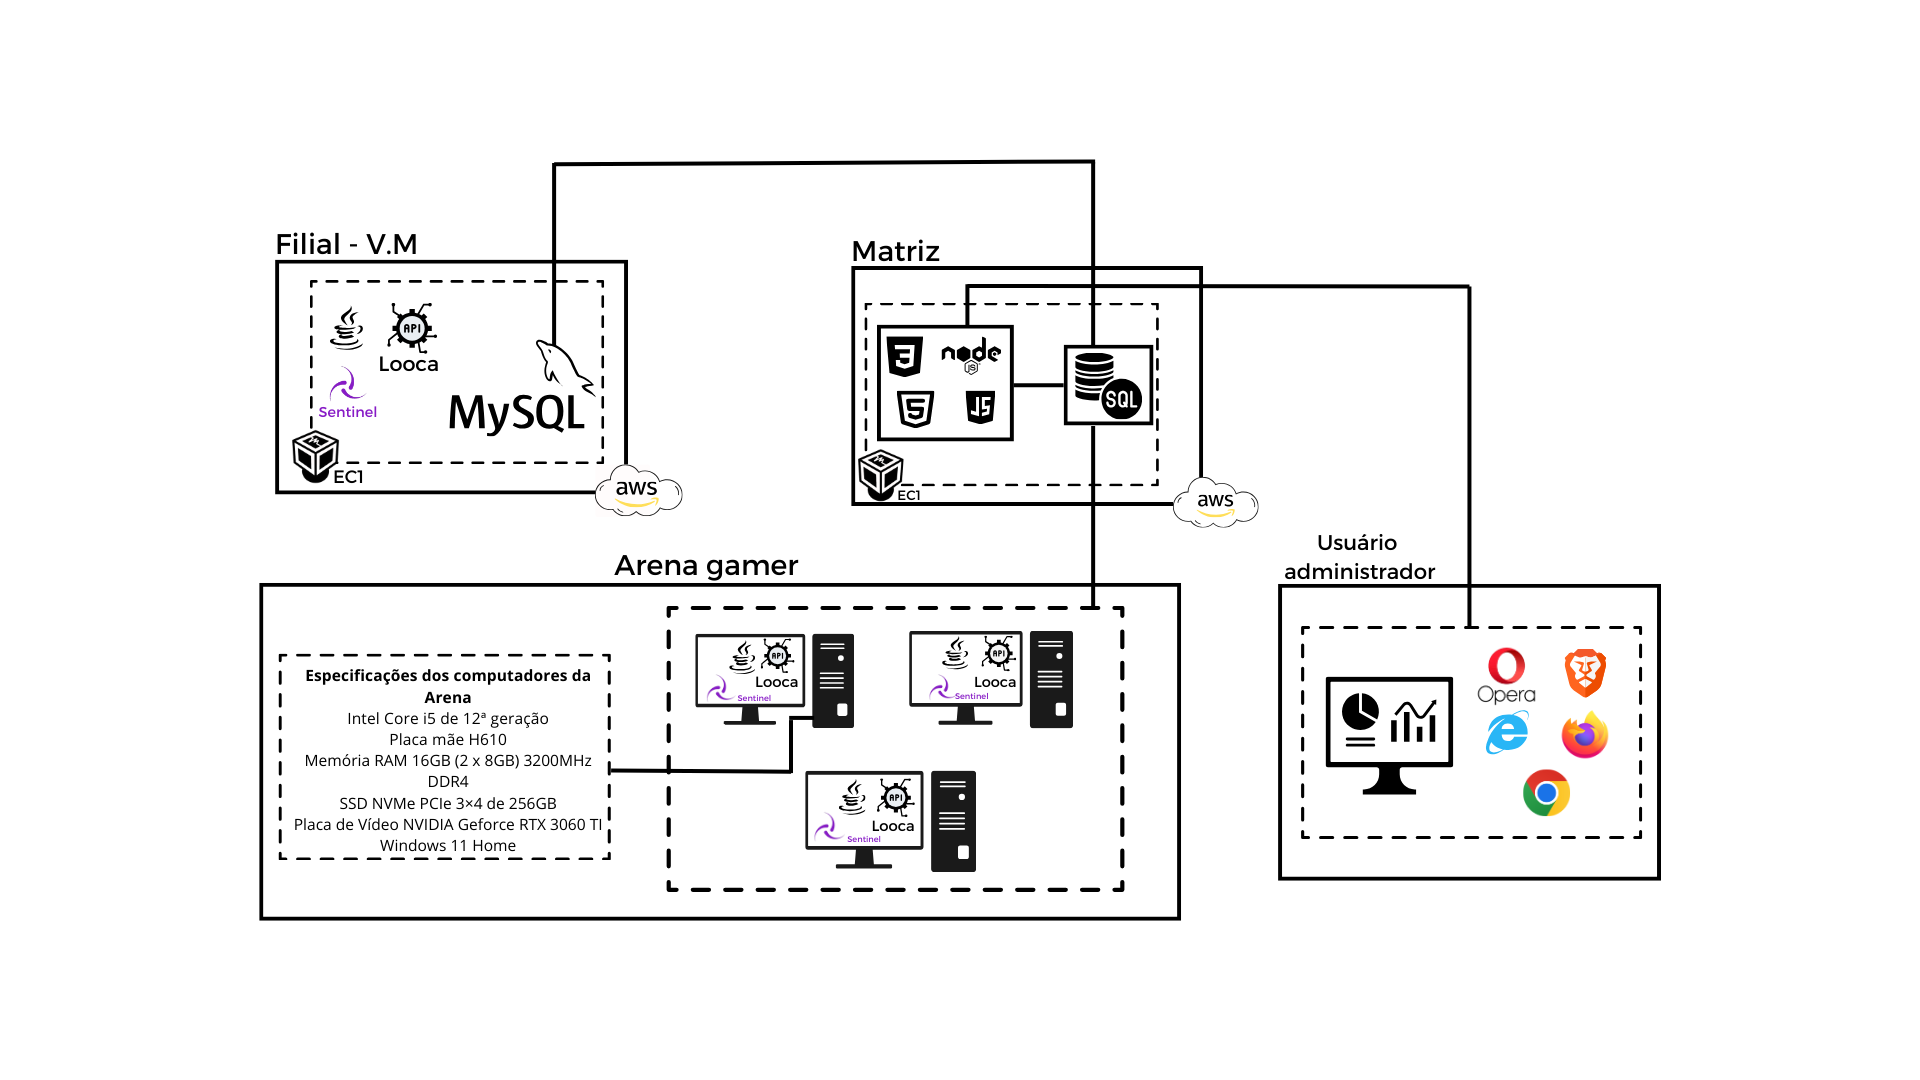 Filial - V.M
API
Looca
Sentinel
MySQL
EC1
aws
Matriz
3
node
JS
5
JS
SQL
EC1
aws
Arena gamer
Especificações dos computadores da
Arena
Intel Core i5 de 12ª geração
Placa mãe H610
Memória RAM 16GB (2 x 8GB) 3200MHz
DDR4
SSD NVMe PCIe 3×4 de 256GB
Placa de Vídeo NVIDIA Geforce RTX 3060 TI
Windows 11 Home
API
Looca
Sentinel
API
Looca
Sentinel
API
Looca
Sentinel
Usuário
administrador
Opera